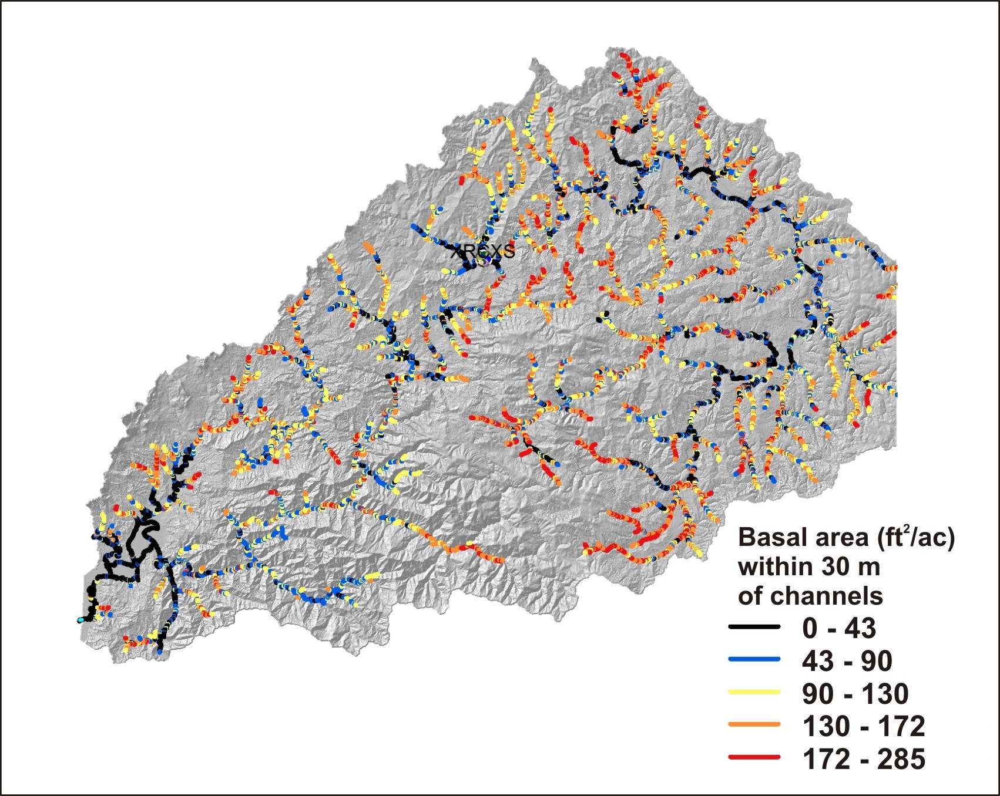 XRCXS
Basal area (ft²/ac)
within 30 m
of channels
0 - 43
43 - 90
90 - 130
130 - 172
172 - 285